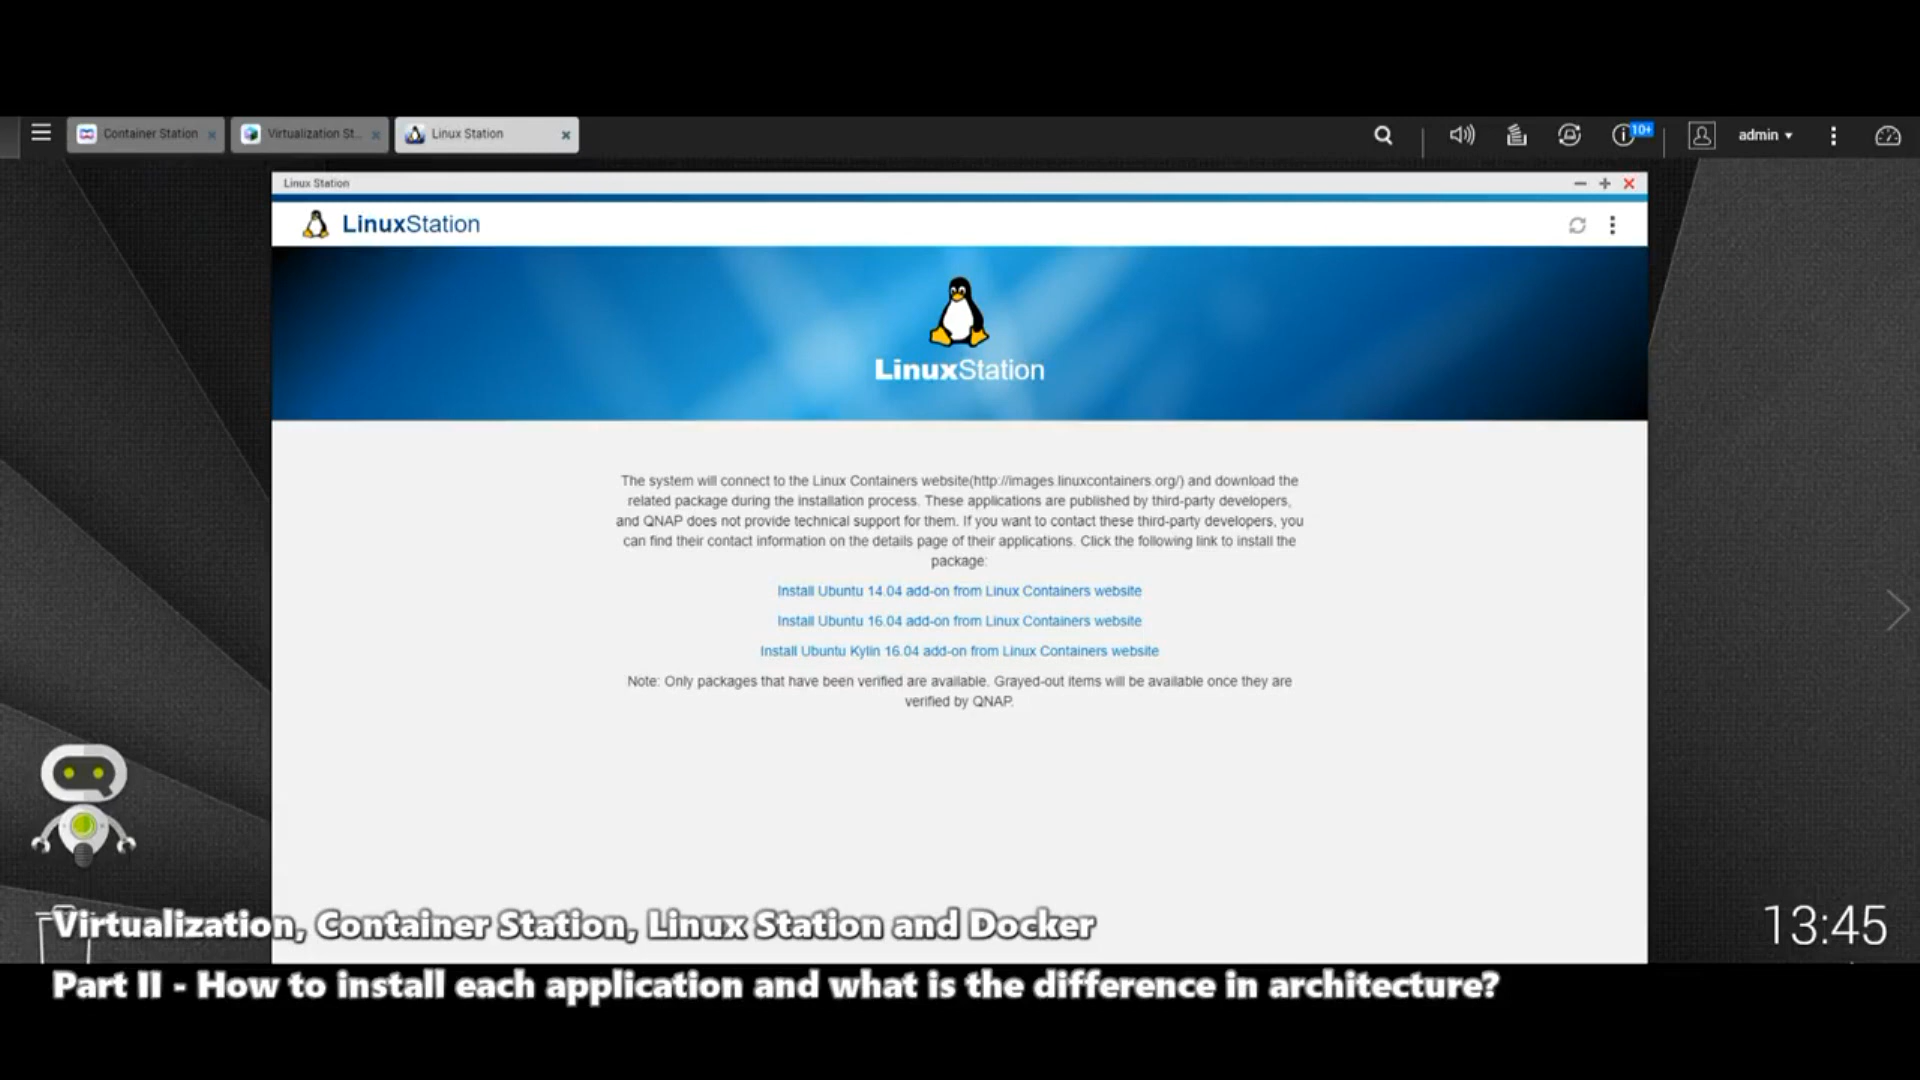 Container Station
Virtualization St...
Linux Station
10+
admin
Linux Station
LinuxStation
LinuxStation
The system will connect to the Linux Containers website(http://images.linuxcontainers.org/) and download the
related package during the installation process. These applications are published by third-party developers,
and QNAP does not provide technical support for them. If you want to contact these third-party developers, you
can find their contact information on the details page of their applications. Click the following link to install the
package:
Install Ubuntu 14.04 add-on from Linux Containers website
Install Ubuntu 16.04 add-on from Linux Containers website
Install Ubuntu Kylin 16.04 add-on from Linux Containers website
Note: Only packages that have been verified are available. Grayed-out items will be available once they are
verified by QNAP.
Virtualization, Container Station, Linux Station and Docker
13:45
Part II - How to install each application and what is the difference in architecture?